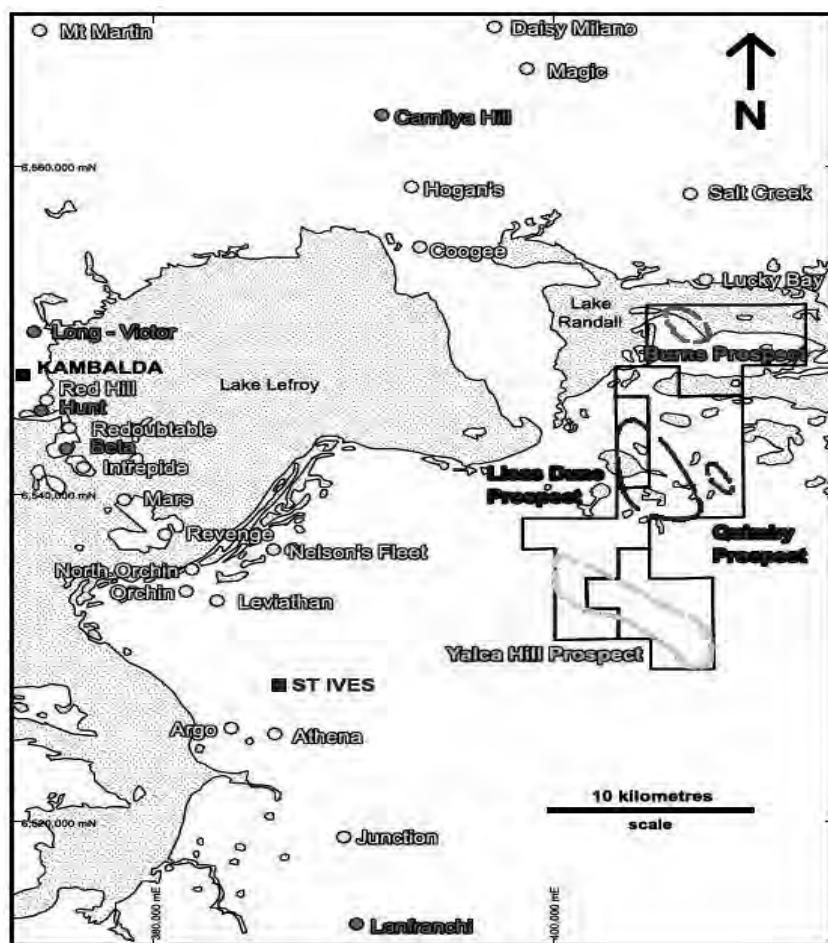 Mt Martin
Daisy Milano
Magic
N
Carnilya Hill
6,560,000 mN
Hogan's
Salt Creek
Coogee
Lucky Bay
Lake
Randall
Long - Victor
Burns Prospect
KAMBALDA
Lake Lefroy
Red Hill
Hunt
Redoubtable
Beta
Intrepide
Prospect
6,540,000 mN
Mars
Revenge
Prospect
Nelson's Fleet
North Orchin
Orchin
Leviathan
Yalca Hill Prospect
ST IVES
Argo
Athena
10 kilometres
scale
6,520,000 mN
Junction
380,000 mE
400,000 mE
Lanfranchi